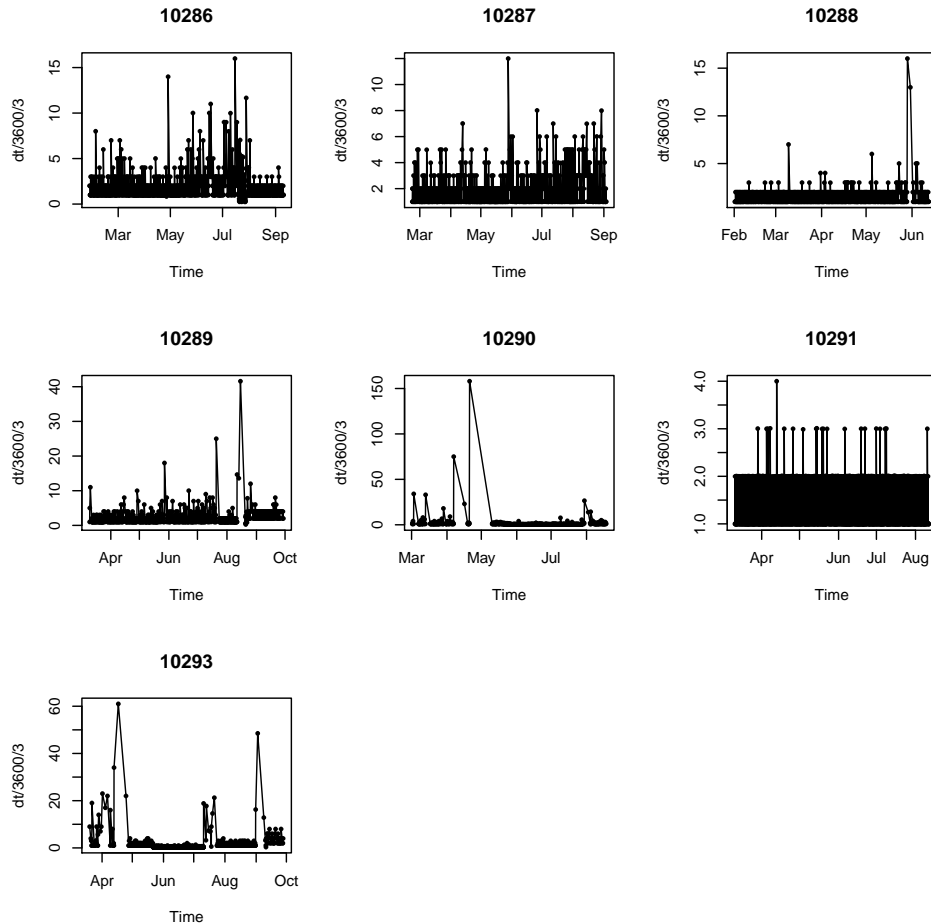 10286
dt/3600/3
0 5 10 15
Mar May Jul Sep
Time
10287
dt/3600/3
2 4 6 8 12
Mar May Jul Sep
Time
10288
dt/3600/3
5 10 15
Feb Mar Apr May Jun
Time
10289
dt/3600/3
0 10 20 30 40
Apr Jun Aug Oct
Time
10290
dt/3600/3
0 50 100 150
Mar May Jul
Time
10291
dt/3600/3
1.0 2.0 3.0 4.0
Apr Jun Jul Aug
Time
10293
dt/3600/3
0 20 40 60
Apr Jun Aug Oct
Time